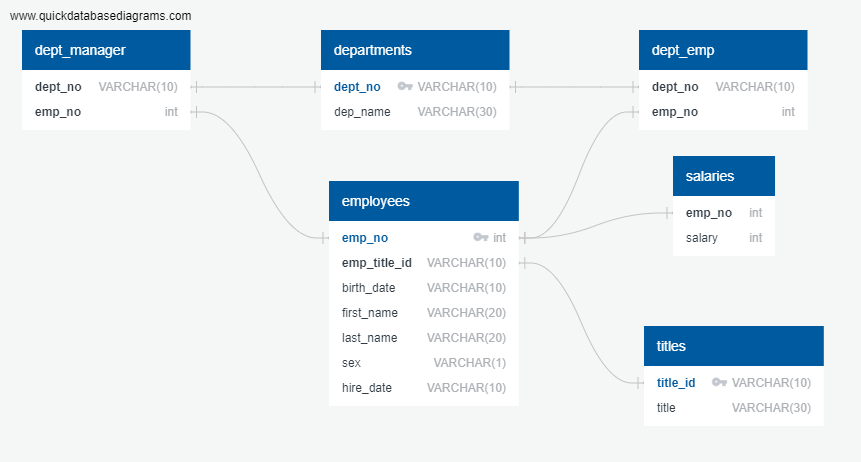 www.quickdatabasediagrams.com
dept_manager
dept_no VARCHAR(10)
emp_no int
departments
dept_no VARCHAR(10)
dep_name VARCHAR(30)
dept_emp
dept_no VARCHAR(10)
emp_no int
employees
emp_no int
emp_title_id VARCHAR(10)
birth_date VARCHAR(10)
first_name VARCHAR(20)
last_name VARCHAR(20)
sex VARCHAR(1)
hire_date VARCHAR(10)
salaries
emp_no int
salary int
titles
title_id VARCHAR(10)
title VARCHAR(30)